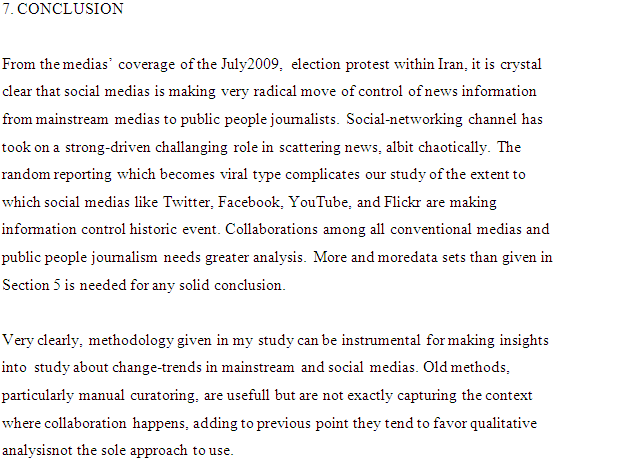 7. CONCLUSION
From the medias' coverage of the July2009, election protest within Iran, it is crystal
clear that social medias is making very radical move of control of news information
from mainstream medias to public people journalists. Social-networking channel has
took on a strong-driven challanging role in scattering news, albit chaotically. The
random reporting which becomes viral type complicates our study of the extent to
which social medias like Twitter, Facebook, YouTube, and Flickr are making
information control historic event. Collaborations among all conventional medias and
public people journalism needs greater analysis. More and moredata sets than given in
Section 5 is needed for any solid conclusion.
Very clearly, methodology given in my study can be instrumental for making insights
into study about change-trends in mainstream and social medias. Old methods,
particularly manual curatoring, are usefull but are not exactly capturing the context
where collaboration happens, adding to previous point they tend to favor qualitative
analysisnot the sole approach to use.